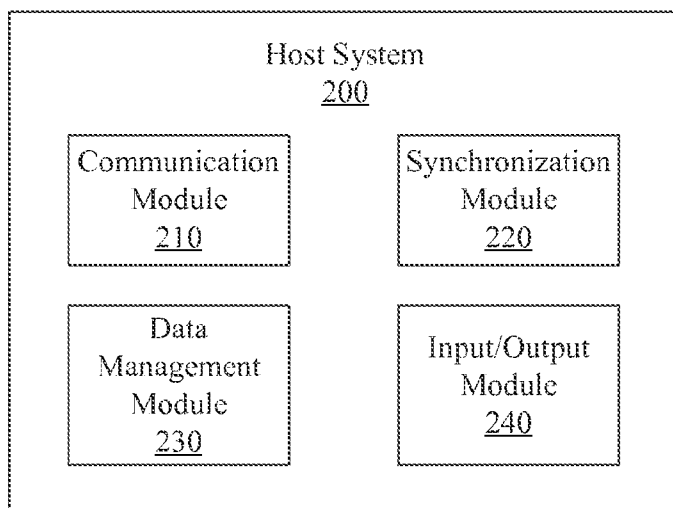 Host System
200
Communication
Module
210
Synchronization
Module
220
Data
Management
Module
230
Input/Output
Module
240